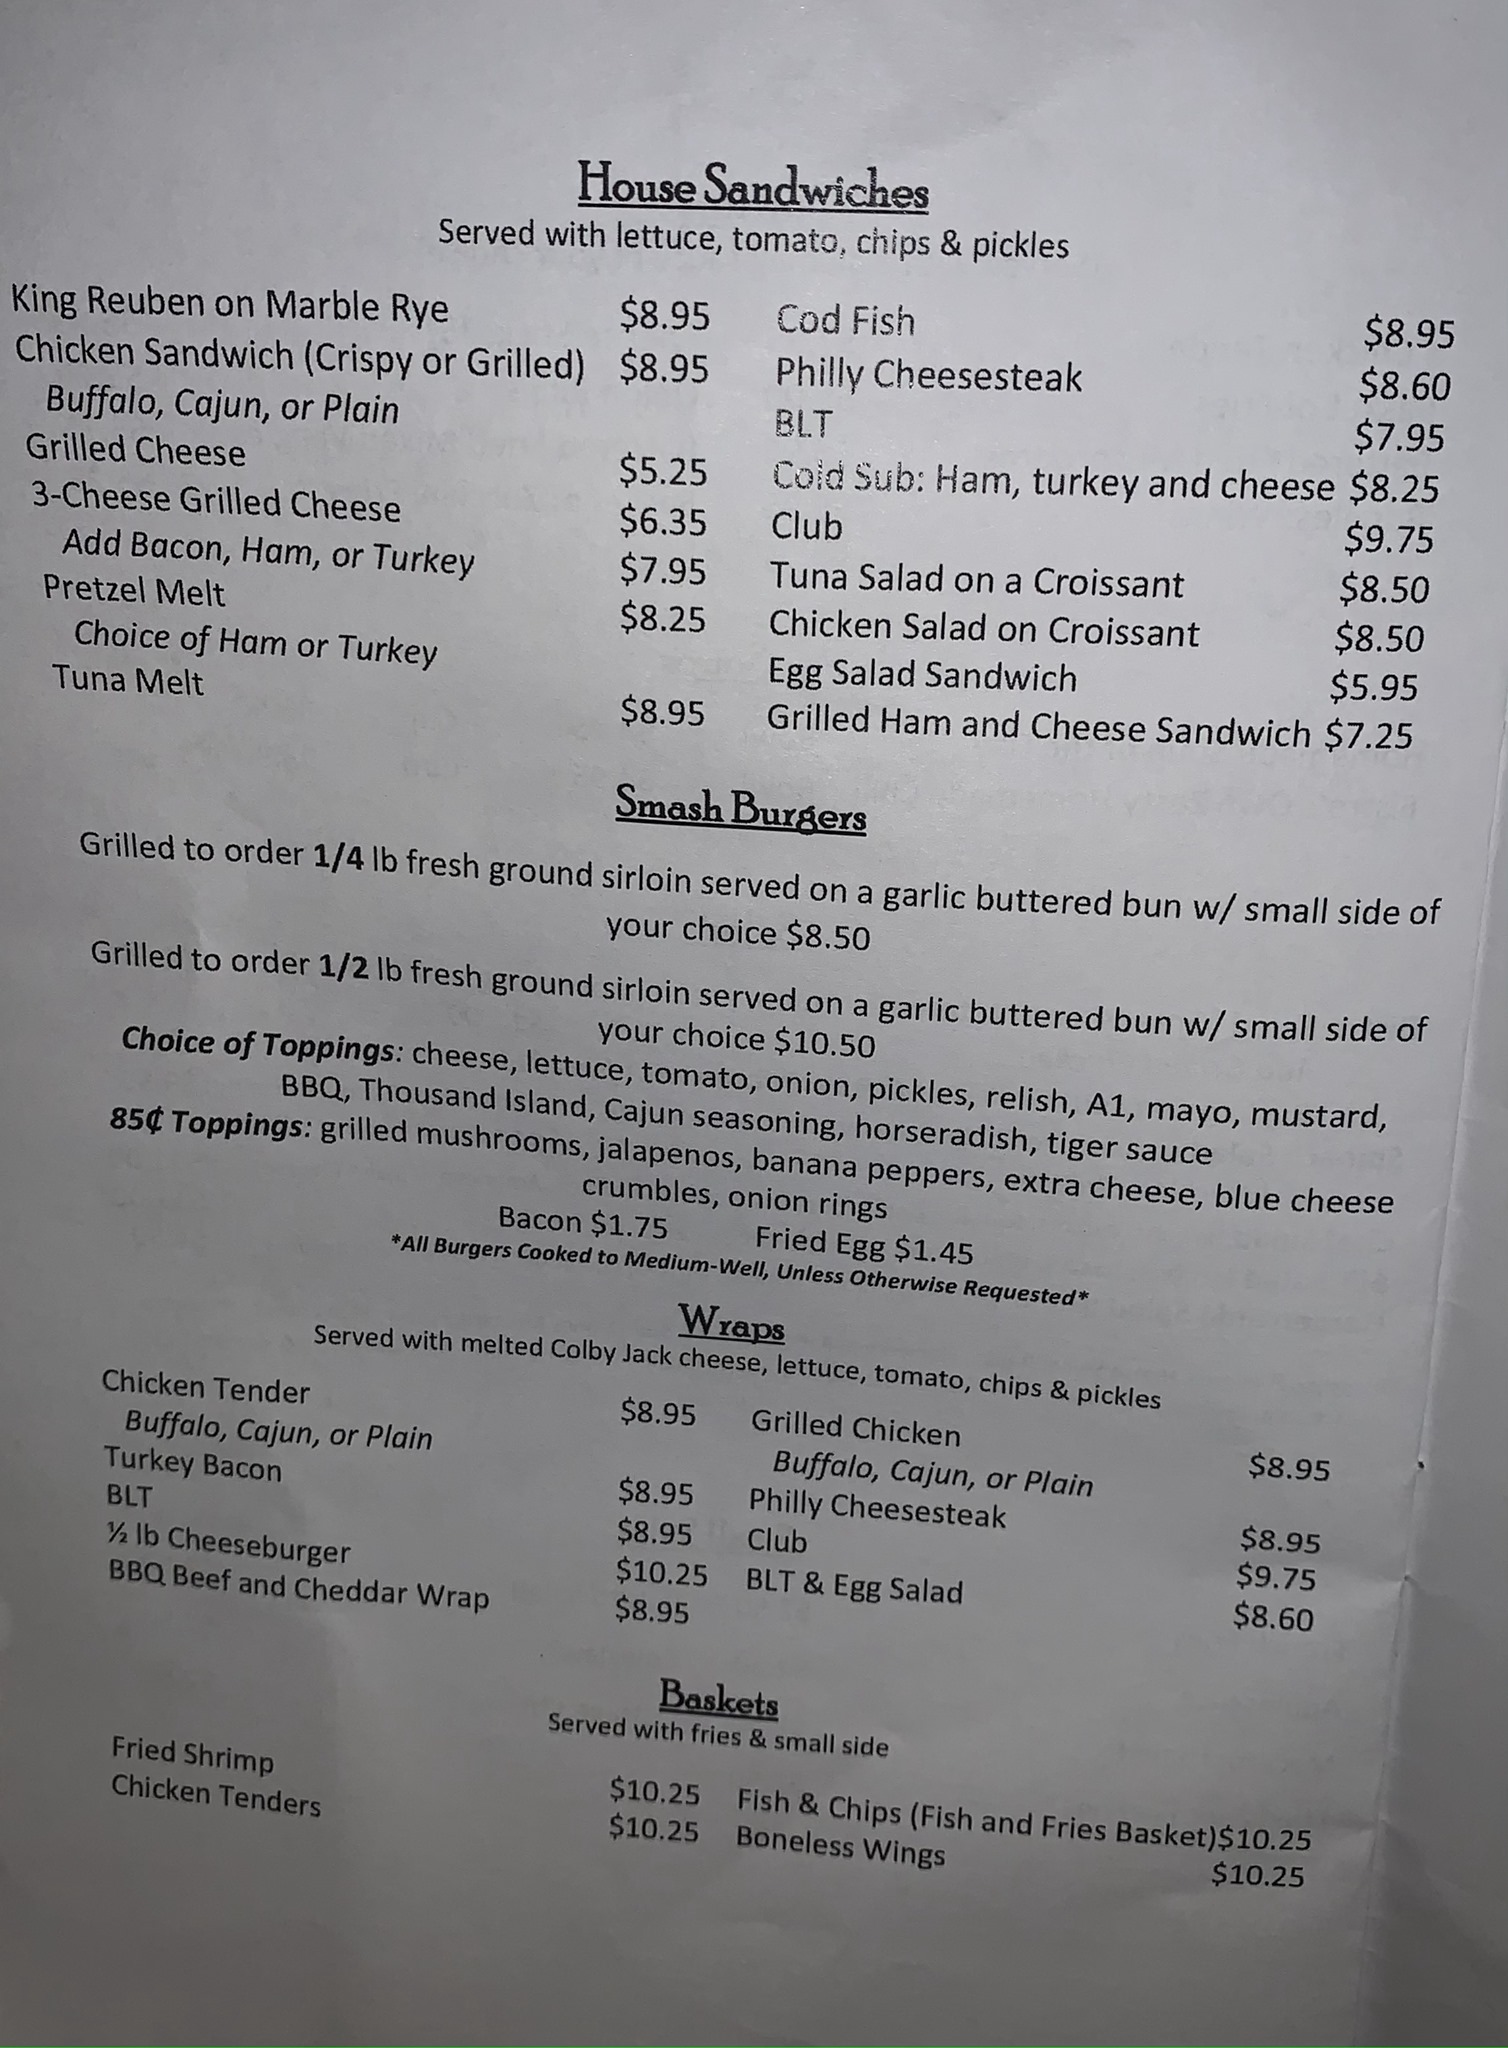 House Sandwiches
Served with lettuce, tomato, chips & pickles
King Reuben on Marble Rye $8.95
Chicken Sandwich (Crispy or Grilled) $8.95
Buffalo, Cajun, or Plain
Grilled Cheese $5.25
3-Cheese Grilled Cheese $6.35
Add Bacon, Ham, or Turkey $7.95
Pretzel Melt $8.25
Choice of Ham or Turkey
Tuna Melt $8.95
Cod Fish $8.95
Philly Cheesesteak $8.60
BLT $7.95
Cold Sub: Ham, turkey and cheese $8.25
Club $9.75
Tuna Salad on a Croissant $8.50
Chicken Salad on Croissant $8.50
Egg Salad Sandwich $5.95
Grilled Ham and Cheese Sandwich $7.25
Smash Burgers
Grilled to order 1/4 lb fresh ground sirloin served on a garlic buttered bun w/ small side of
your choice $8.50
Grilled to order 1/2 lb fresh ground sirloin served on a garlic buttered bun w/ small side of
your choice $10.50
Choice of Toppings: cheese, lettuce, tomato, onion, pickles, relish, A1, mayo, mustard,
BBQ, Thousand Island, Cajun seasoning, horseradish, tiger sauce
85₵ Toppings: grilled mushrooms, jalapenos, banana peppers, extra cheese, blue cheese
crumbles, onion rings
Bacon $1.75 Fried Egg $1.45
*All Burgers Cooked to Medium-Well, Unless Otherwise Requested*
Wraps
Served with melted Colby Jack cheese, lettuce, tomato, chips & pickles
Chicken Tender $8.95
Buffalo, Cajun, or Plain
Turkey Bacon $8.95
BLT $8.95
½ lb Cheeseburger $10.25
BBQ Beef and Cheddar Wrap $8.95
Grilled Chicken $8.95
Buffalo, Cajun, or Plain
Philly Cheesesteak $8.95
Club $9.75
BLT & Egg Salad $8.60
Baskets
Served with fries & small side
Fried Shrimp $10.25
Chicken Tenders $10.25
Fish & Chips (Fish and Fries Basket)$10.25
Boneless Wings $10.25